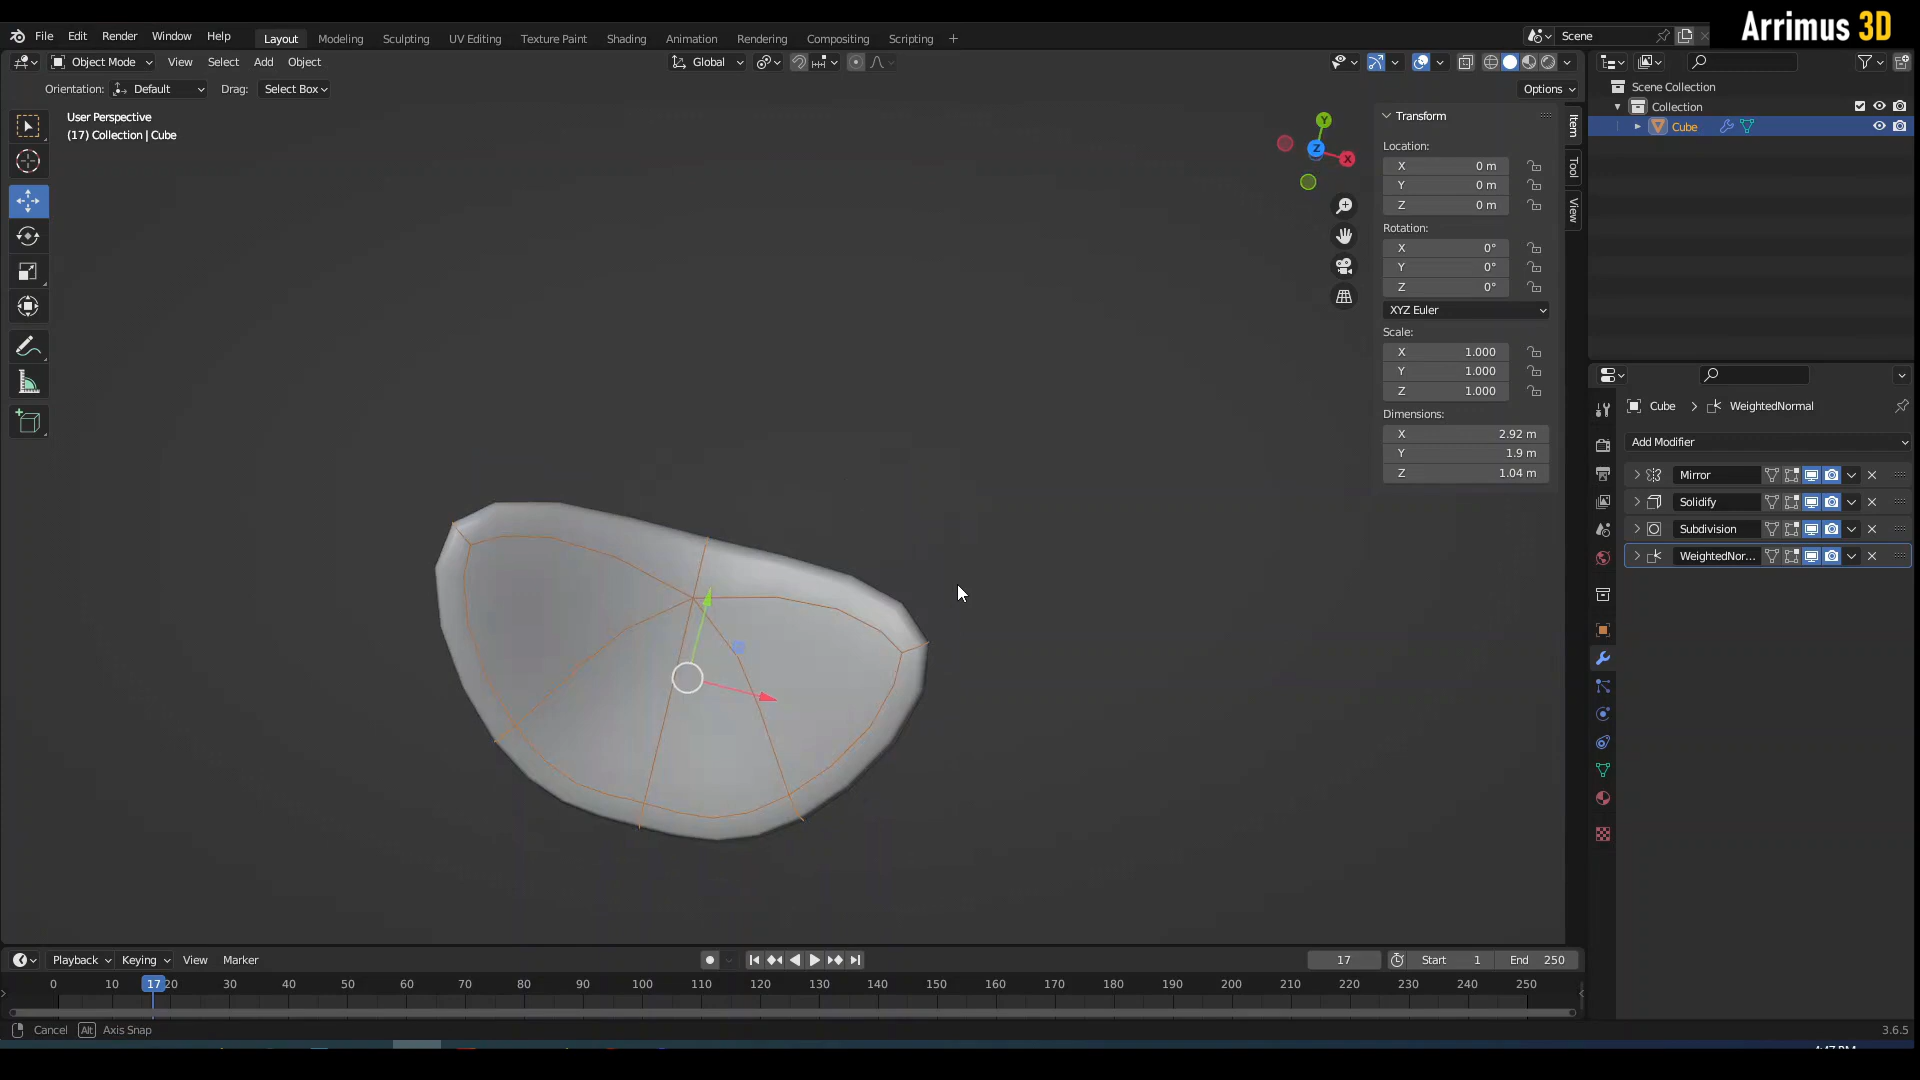 Arrimus 3D
File Edit Render Window Help Layout Modeling Sculpting UV Editing Texture Paint Shading Animation Rendering Compositing Scripting + Scene
Object Mode View Select Add Object Global
Orientation: Default Drag: Select Box Options
User Perspective
(17) Collection | Cube
Y
Z
X
Transform
Location:
X 0 m
Y 0 m
Z 0 m
Rotation:
X 0°
Y 0°
Z 0°
XYZ Euler
Scale:
X 1.000
Y 1.000
Z 1.000
Dimensions:
X 2.92 m
Y 1.9 m
Z 1.04 m
Item
Tool
View
Scene Collection
Collection
Cube
Cube > WeightedNormal
Add Modifier
Mirror
Solidify
Subdivision
WeightedNor...
Playback Keying View Marker 17 Start 1 End 250
0 10 17 20 30 40 50 60 70 80 90 100 110 120 130 140 150 160 170 180 190 200 210 220 230 240 250
Cancel Alt Axis Snap 3.6.5